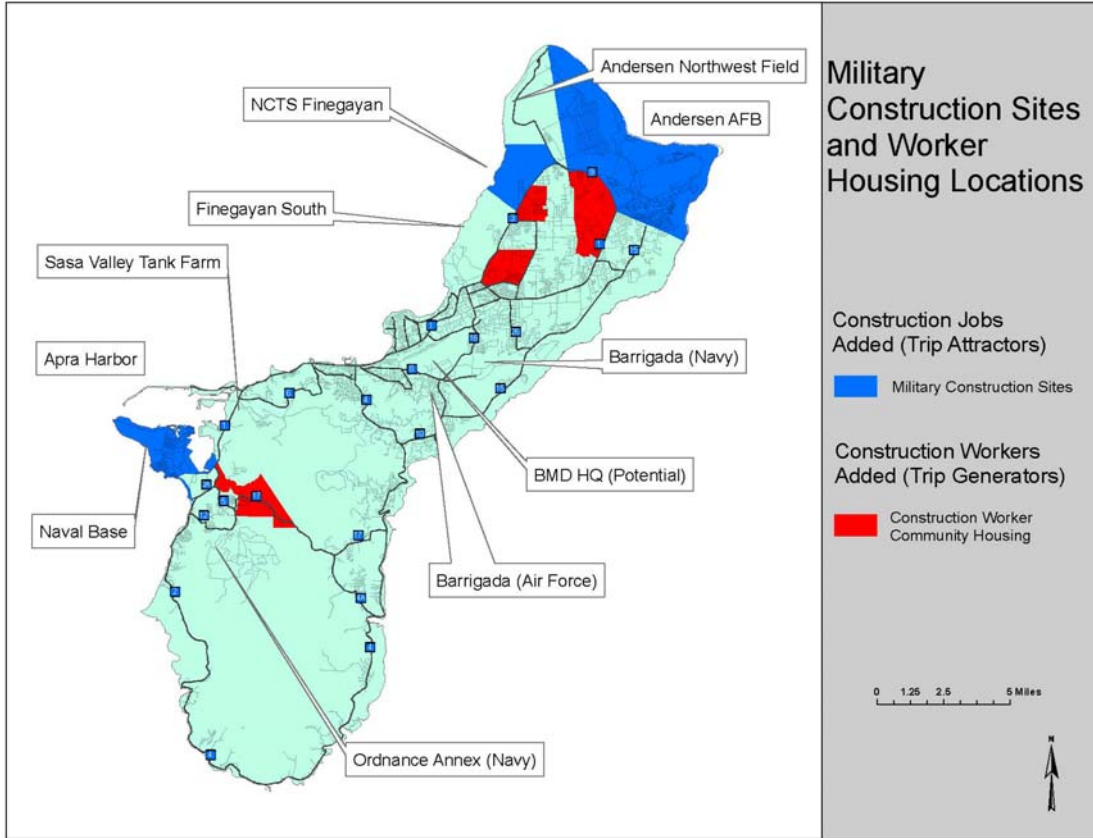 Andersen Northwest Field
NCTS Finegayan
Andersen AFB
Finegayan South
Sasa Valley Tank Farm
Apra Harbor
Barrigada (Navy)
BMD HQ (Potential)
Naval Base
Barrigada (Air Force)
Ordnance Annex (Navy)
Military
Construction Sites
and Worker
Housing Locations
Construction Jobs
Added (Trip Attractors)
Military Construction Sites
Construction Workers
Added (Trip Generators)
Construction Worker
Community Housing
0 1.25 2.5 5 Miles
N